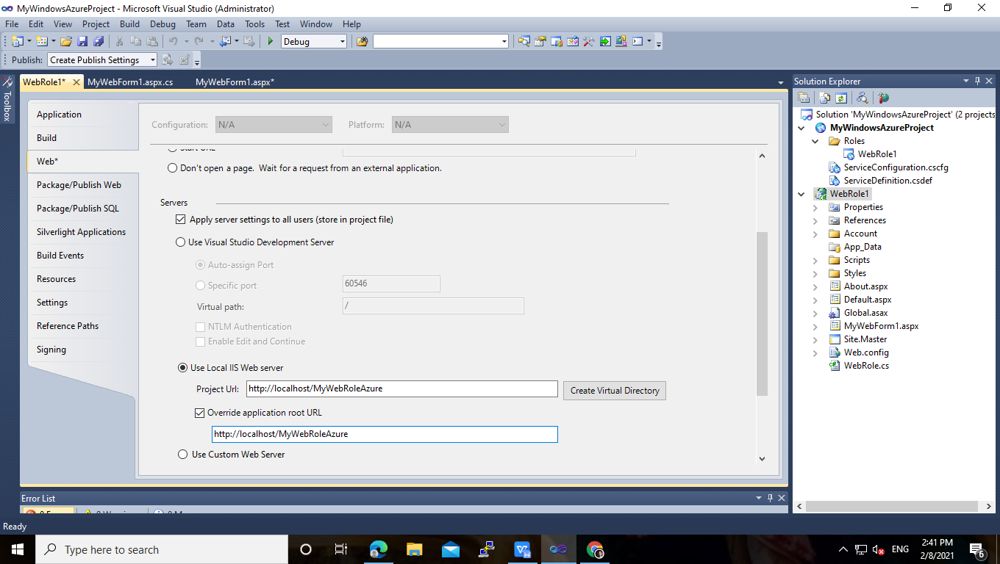 MyWindowsAzureProject - Microsoft Visual Studio (Administrator)
File Edit View Project Build Debug Team Data Tools Test Window Help
Debug
Publish: Create Publish Settings
Toolbox
WebRole1* MyWebForm1.aspx.cs MyWebForm1.aspx*
Application
Build
Web*
Package/Publish Web
Package/Publish SQL
Silverlight Applications
Build Events
Resources
Settings
Reference Paths
Signing
Configuration: N/A Platform: N/A
Start URL
Don't open a page. Wait for a request from an external application.
Servers
Apply server settings to all users (store in project file)
Use Visual Studio Development Server
Auto-assign Port
Specific port 60546
Virtual path: /
NTLM Authentication
Enable Edit and Continue
Use Local IIS Web server
Project Url: http://localhost/MyWebRoleAzure Create Virtual Directory
Override application root URL
http://localhost/MyWebRoleAzure
Use Custom Web Server
Solution Explorer
Solution 'MyWindowsAzureProject' (2 projects
MyWindowsAzureProject
Roles
WebRole1
ServiceConfiguration.cscfg
ServiceDefinition.csdef
WebRole1
Properties
References
Account
App_Data
Scripts
Styles
About.aspx
Default.aspx
Global.asax
MyWebForm1.aspx
Site.Master
Web.config
WebRole.cs
Error List
Ready
Type here to search
ENG
2:41 PM
2/8/2021
6